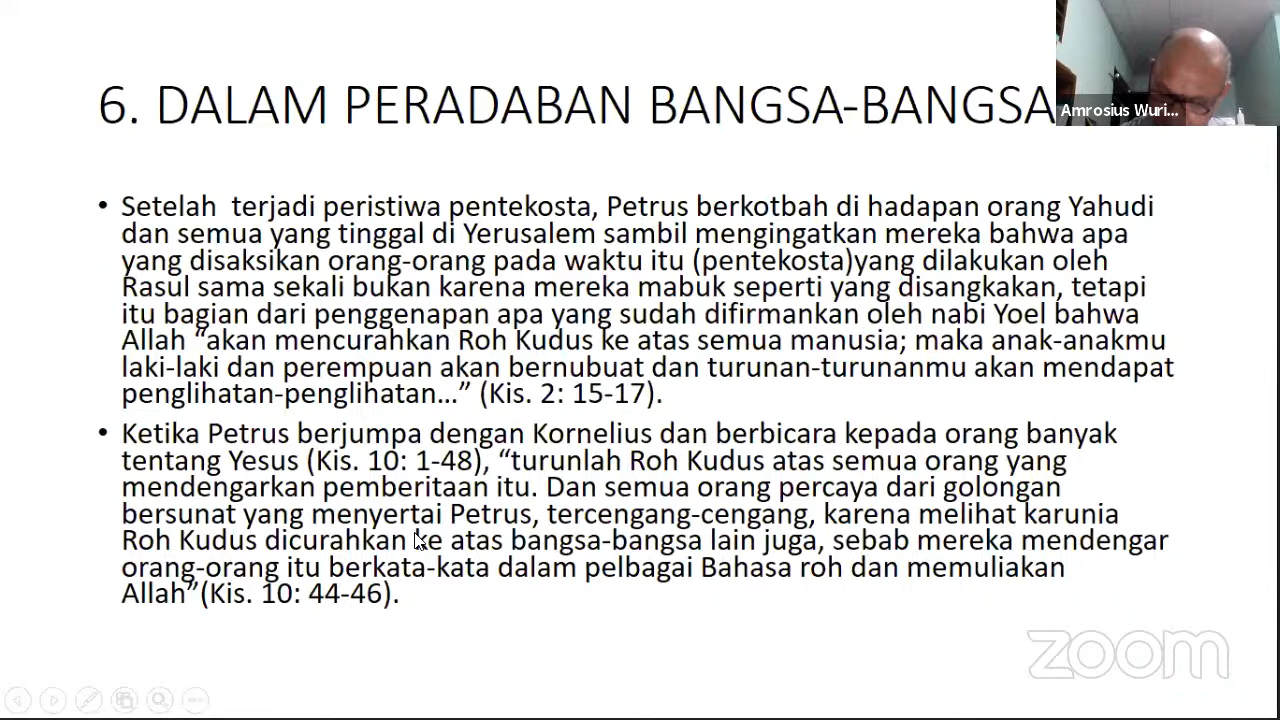 6. DALAM PERADABAN BANGSA-BANGSA
Amrosius Wuri...
• Setelah terjadi peristiwa pentekosta, Petrus berkotbah di hadapan orang Yahudi
dan semua yang tinggal di Yerusalem sambil mengingatkan mereka bahwa apa
yang disaksikan orang-orang pada waktu itu (pentekosta)yang dilakukan oleh
Rasul sama sekali bukan karena mereka mabuk seperti yang disangkakan, tetapi
itu bagian dari penggenapan apa yang sudah difirmankan oleh nabi Yoel bahwa
Allah “akan mencurahkan Roh Kudus ke atas semua manusia; maka anak-anakmu
laki-laki dan perempuan akan bernubuat dan turunan-turunanmu akan mendapat
penglihatan-penglihatan...” (Kis. 2: 15-17).
• Ketika Petrus berjumpa dengan Kornelius dan berbicara kepada orang banyak
tentang Yesus (Kis. 10: 1-48), “turunlah Roh Kudus atas semua orang yang
mendengarkan pemberitaan itu. Dan semua orang percaya dari golongan
bersunat yang menyertai Petrus, tercengang-cengang, karena melihat karunia
Roh Kudus dicurahkan ke atas bangsa-bangsa lain juga, sebab mereka mendengar
orang-orang itu berkata-kata dalam pelbagai Bahasa roh dan memuliakan
Allah”(Kis. 10: 44-46).
zoom